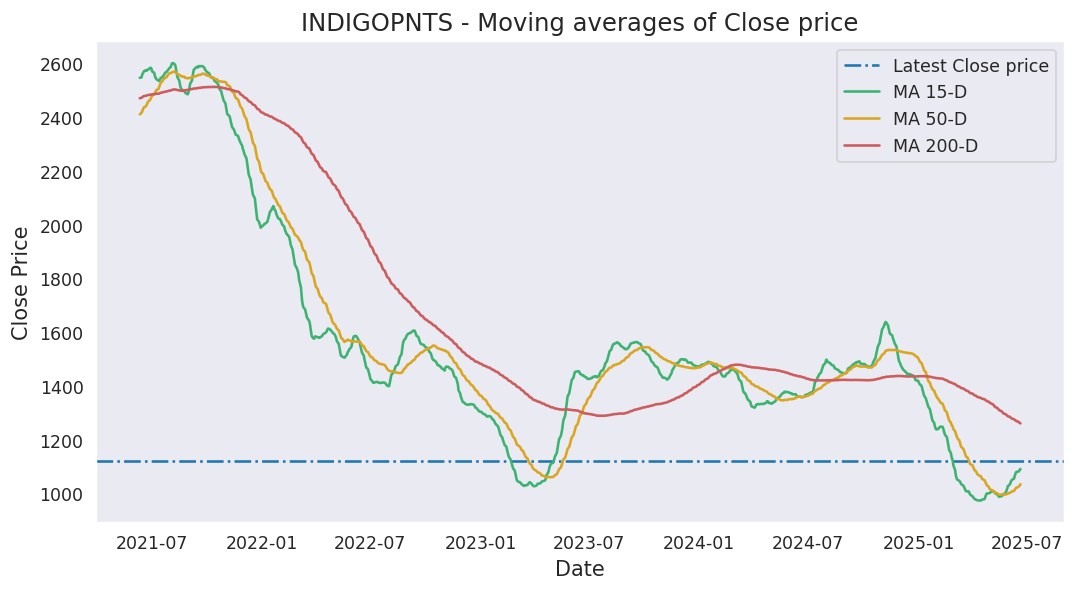 INDIGOPNTS - Moving averages of Close price
Latest Close price
MA 15-D
MA 50-D
MA 200-D
Close Price
2600
2400
2200
2000
1800
1600
1400
1200
1000
2021-07 2022-01 2022-07 2023-01 2023-07 2024-01 2024-07 2025-01 2025-07
Date